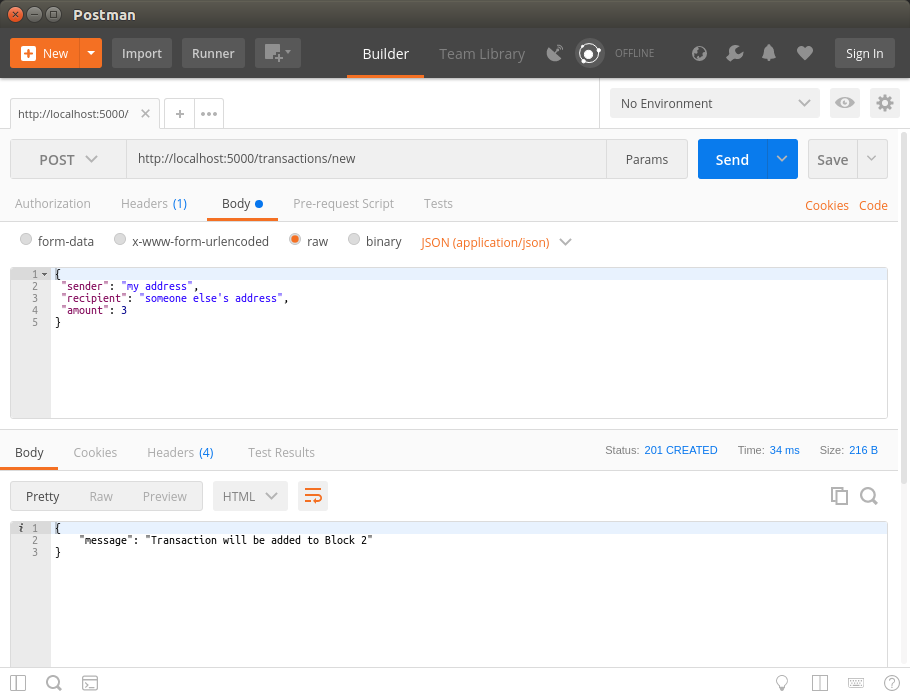 Postman
New Import Runner Builder Team Library OFFLINE Sign In
http://localhost:5000/ No Environment
POST http://localhost:5000/transactions/new Params Send Save
Authorization Headers (1) Body Pre-request Script Tests Cookies Code
form-data x-www-form-urlencoded raw binary JSON (application/json)
1 {
2 "sender": "my address",
3 "recipient": "someone else's address",
4 "amount": 3
5 }
Body Cookies Headers (4) Test Results Status: 201 CREATED Time: 34 ms Size: 216 B
Pretty Raw Preview HTML
i 1 {
2 "message": "Transaction will be added to Block 2"
3 }